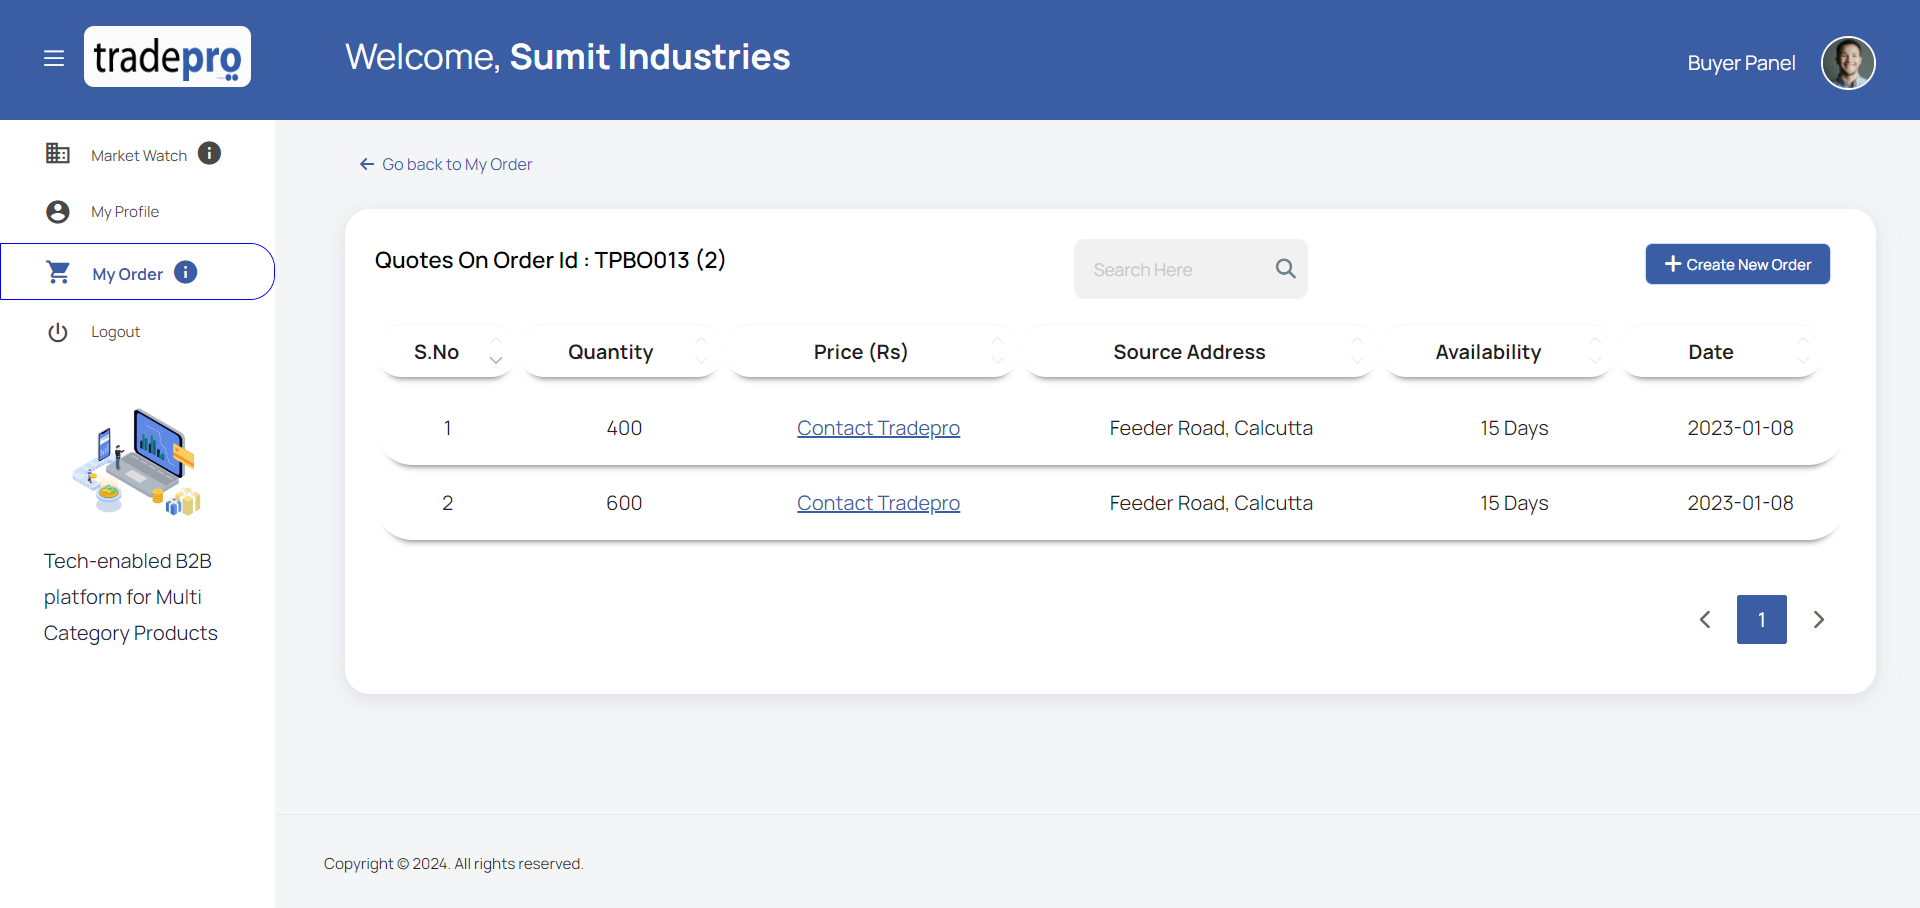 tradepro
Welcome, Sumit Industries
Buyer Panel
Market Watch
My Profile
My Order
Logout
Tech-enabled B2B
platform for Multi
Category Products
Go back to My Order
Quotes On Order Id : TPBO013 (2)
Search Here
Create New Order
S.No Quantity Price (Rs) Source Address Availability Date
1 400 Contact Tradepro Feeder Road, Calcutta 15 Days 2023-01-08
2 600 Contact Tradepro Feeder Road, Calcutta 15 Days 2023-01-08
1
Copyright © 2024. All rights reserved.